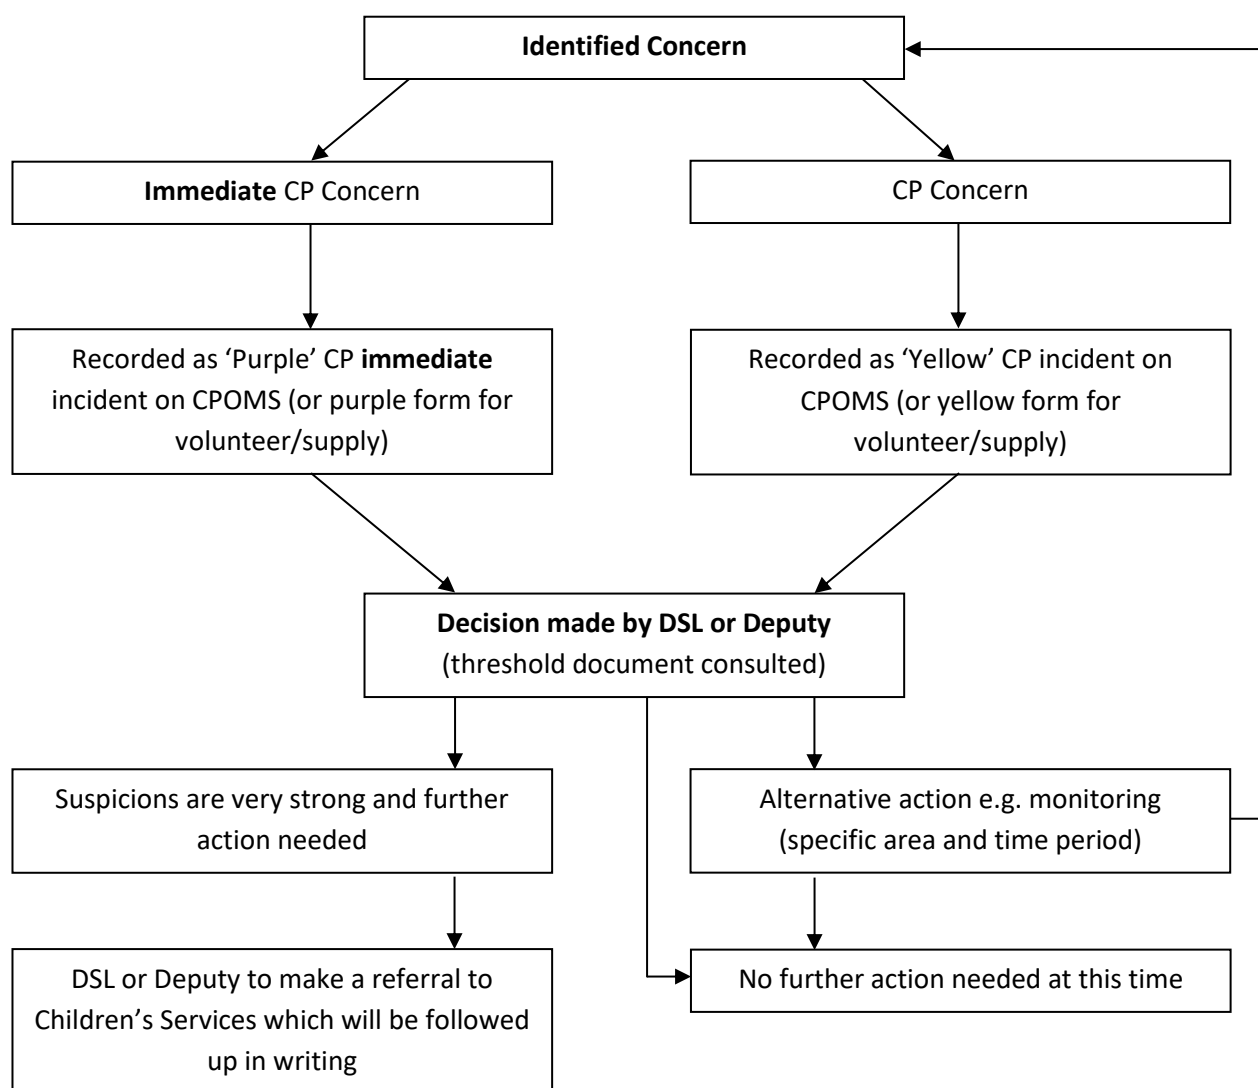 Identified Concern
Immediate CP Concern
CP Concern
Recorded as ‘Purple’ CP immediate
incident on CPOMS (or purple form for
volunteer/supply)
Recorded as ‘Yellow’ CP incident on
CPOMS (or yellow form for
volunteer/supply)
Decision made by DSL or Deputy
(threshold document consulted)
Suspicions are very strong and further
action needed
Alternative action e.g. monitoring
(specific area and time period)
DSL or Deputy to make a referral to
Children’s Services which will be followed
up in writing
No further action needed at this time